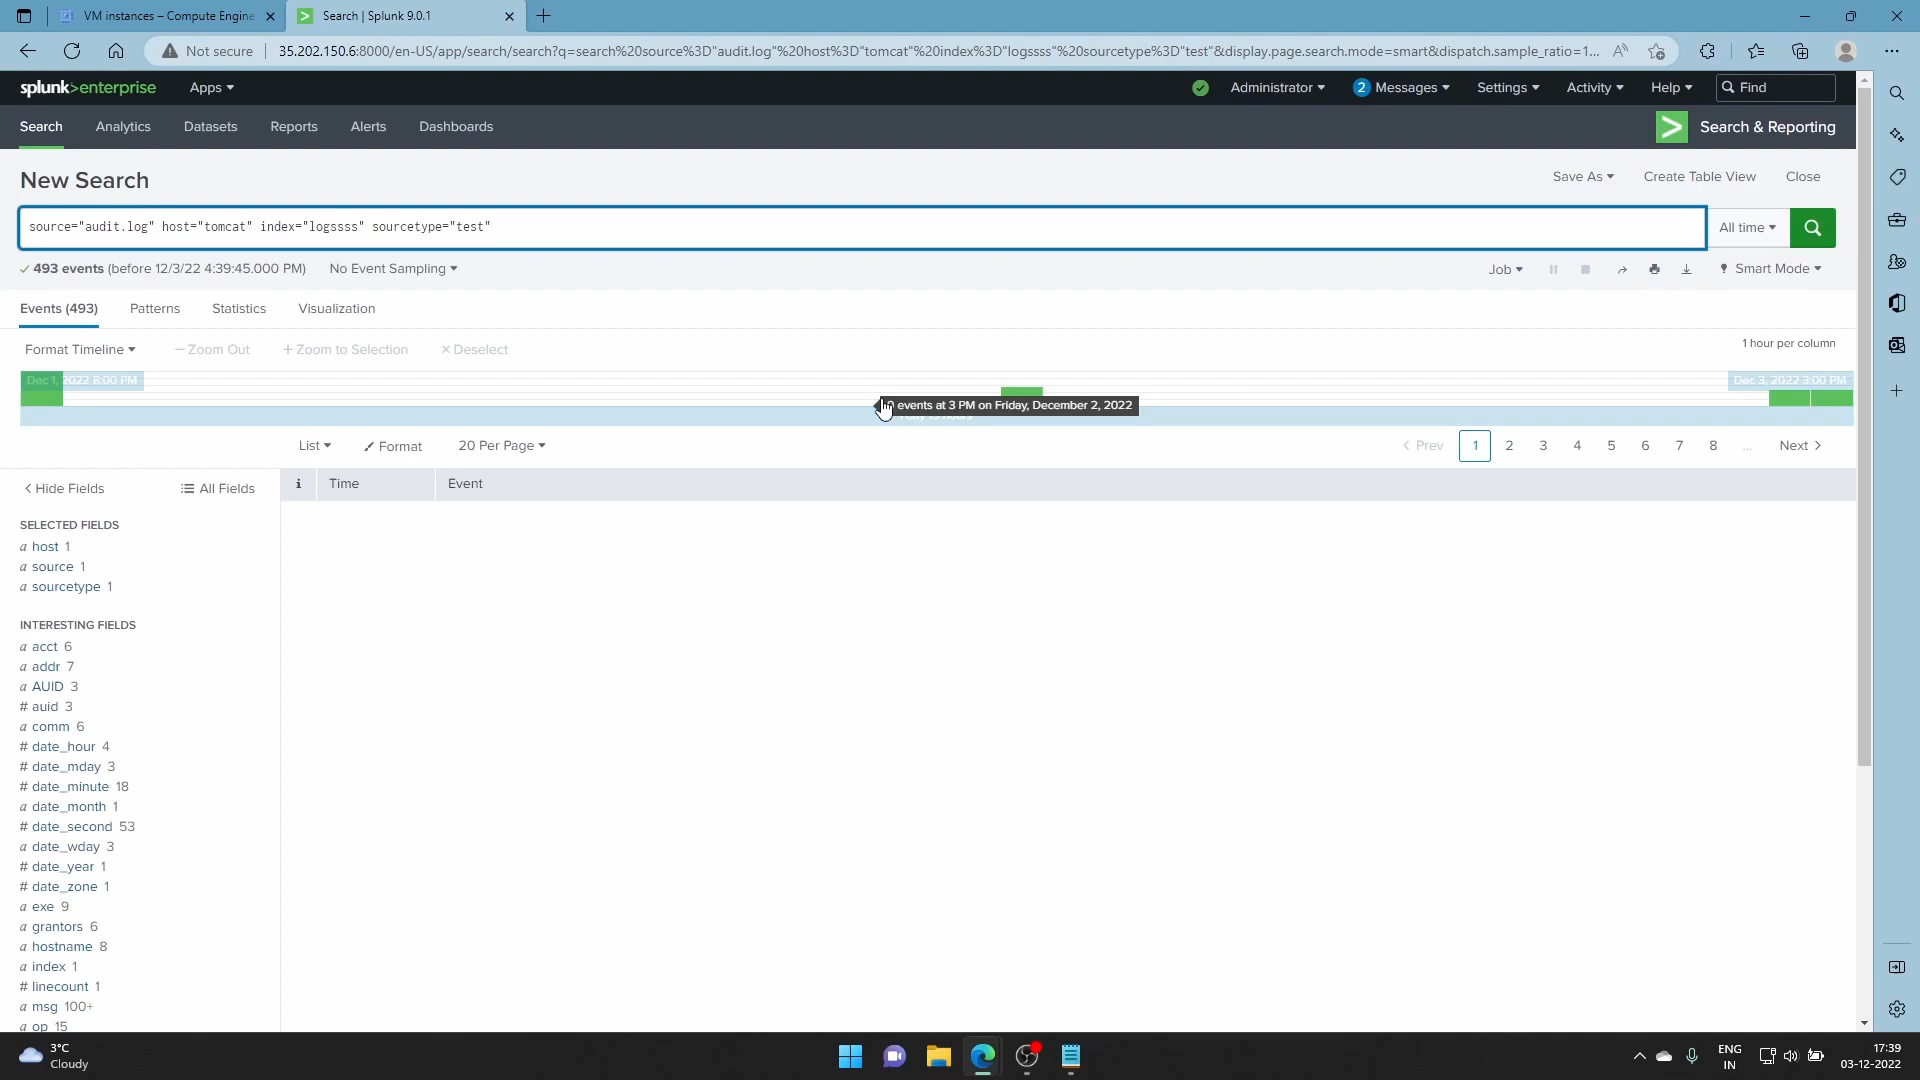 VM instances – Compute Engine
Search | Splunk 9.0.1
Not secure
35.202.150.6:8000/en-US/app/search/search?q=search%20source%3D"audit.log"%20host%3D"tomcat"%20index%3D"logssss"%20sourcetype%3D"test"&display.page.search.mode=smart&dispatch.sample_ratio=1...
splunk>enterprise
Apps
Administrator
2 Messages
Settings
Activity
Help
Find
Search
Analytics
Datasets
Reports
Alerts
Dashboards
Search & Reporting
New Search
Save As
Create Table View
Close
source="audit.log" host="tomcat" index="logssss" sourcetype="test"
All time
493 events (before 12/3/22 4:39:45.000 PM)
No Event Sampling
Job
Smart Mode
Events (493)
Patterns
Statistics
Visualization
Format Timeline
– Zoom Out
+ Zoom to Selection
× Deselect
1 hour per column
Dec 1, 2022 8:00 PM
Dec 3, 2022 3:00 PM
events at 3 PM on Friday, December 2, 2022
List
Format
20 Per Page
< Prev
1
2
3
4
5
6
7
8
...
Next >
< Hide Fields
All Fields
i
Time
Event
SELECTED FIELDS
a host 1
a source 1
a sourcetype 1
INTERESTING FIELDS
a acct 6
a addr 7
a AUID 3
# auid 3
a comm 6
# date_hour 4
# date_mday 3
# date_minute 18
a date_month 1
# date_second 53
a date_wday 3
# date_year 1
# date_zone 1
a exe 9
a grantors 6
a hostname 8
a index 1
# linecount 1
a msg 100+
a op 15
3°C
Cloudy
ENG
IN
17:39
03-12-2022